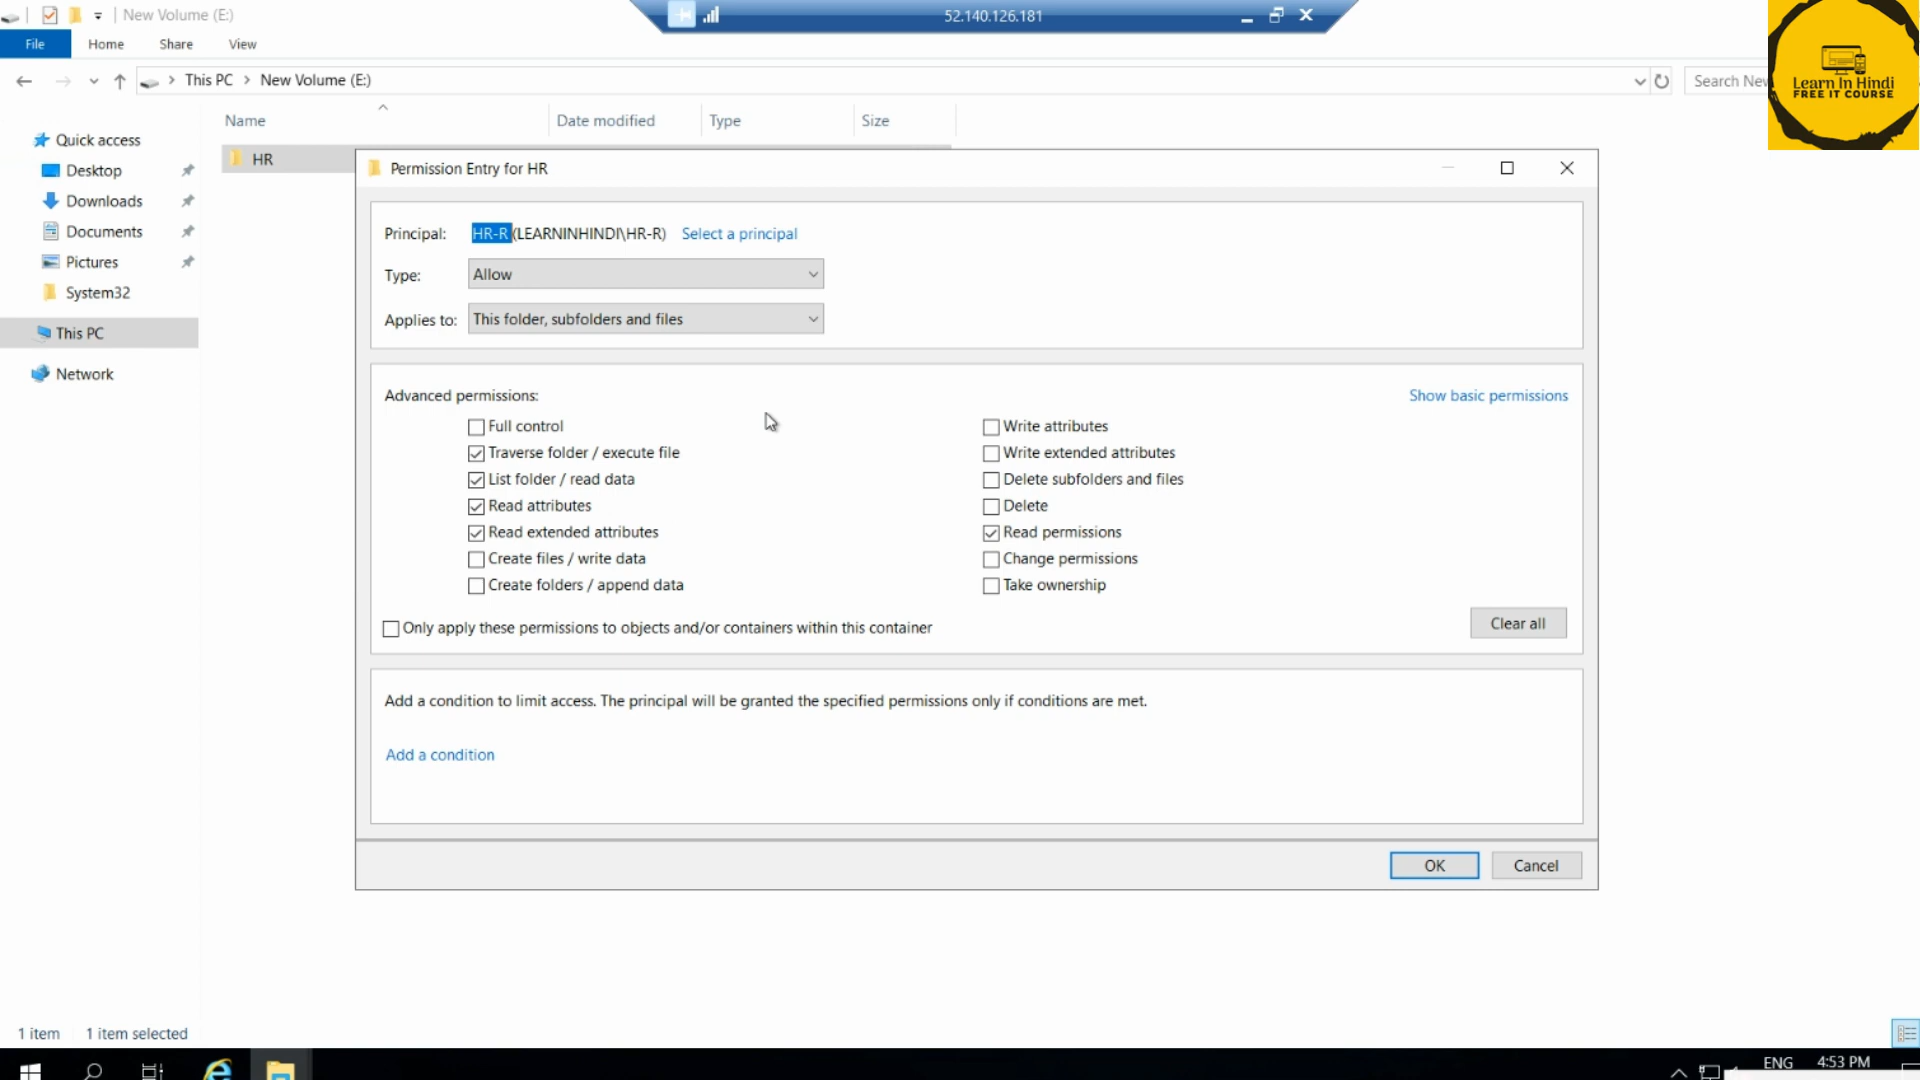 New Volume (E:)
52.140.126.181
File Home Share View
This PC New Volume (E:)
Search New
Learn In Hindi
FREE IT COURSE
Name Date modified Type Size
Quick access
Desktop
Downloads
Documents
Pictures
System32
This PC
Network
HR
Permission Entry for HR
Principal: HR-R (LEARNINHINDI\HR-R) Select a principal
Type: Allow
Applies to: This folder, subfolders and files
Advanced permissions: Show basic permissions
Full control
Traverse folder / execute file
List folder / read data
Read attributes
Read extended attributes
Create files / write data
Create folders / append data
Write attributes
Write extended attributes
Delete subfolders and files
Delete
Read permissions
Change permissions
Take ownership
Only apply these permissions to objects and/or containers within this container
Clear all
Add a condition to limit access. The principal will be granted the specified permissions only if conditions are met.
Add a condition
OK Cancel
1 item 1 item selected
ENG 4:53 PM